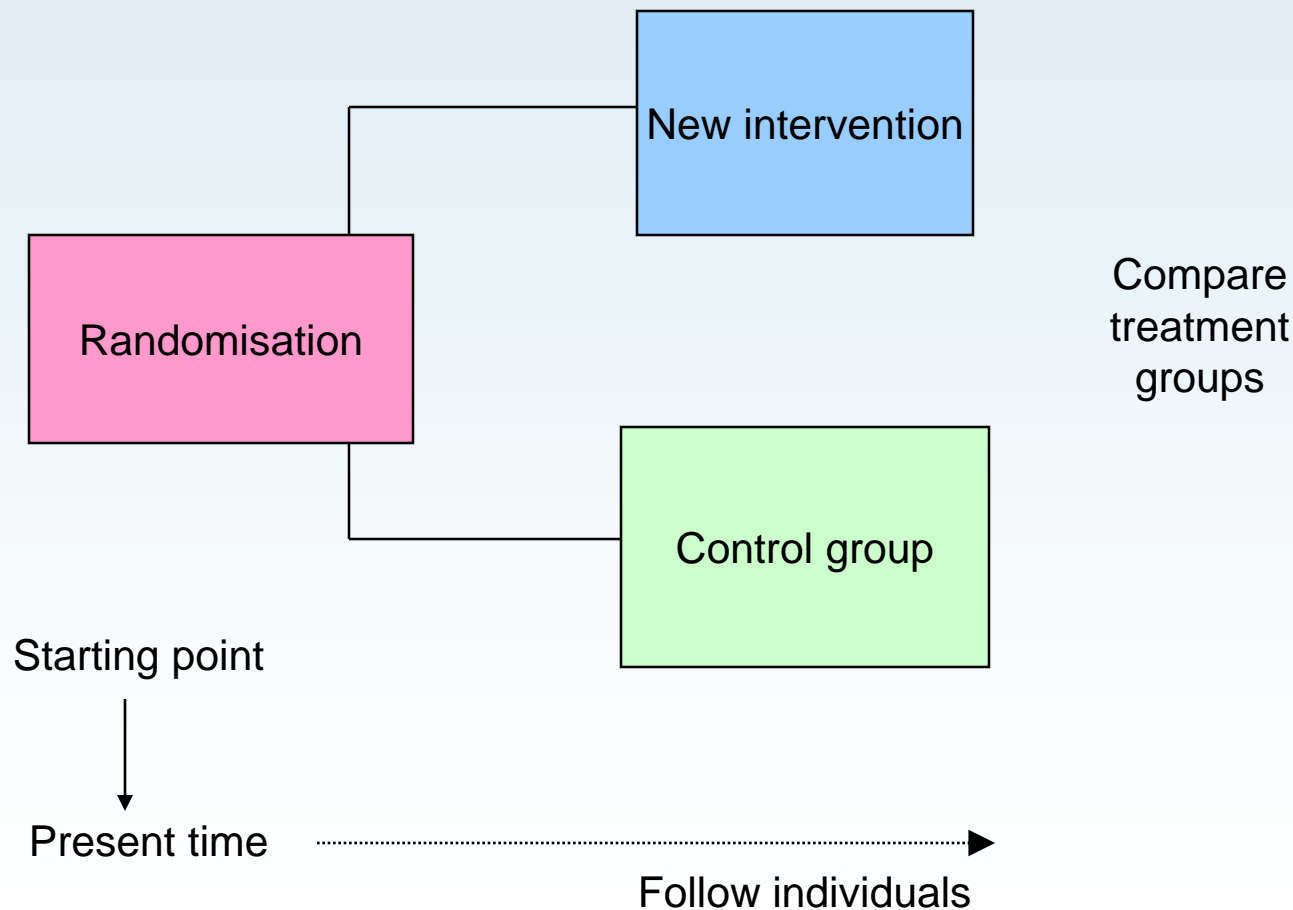 New intervention
Randomisation
Compare
treatment
groups
Control group
Starting point
Present time
Follow individuals